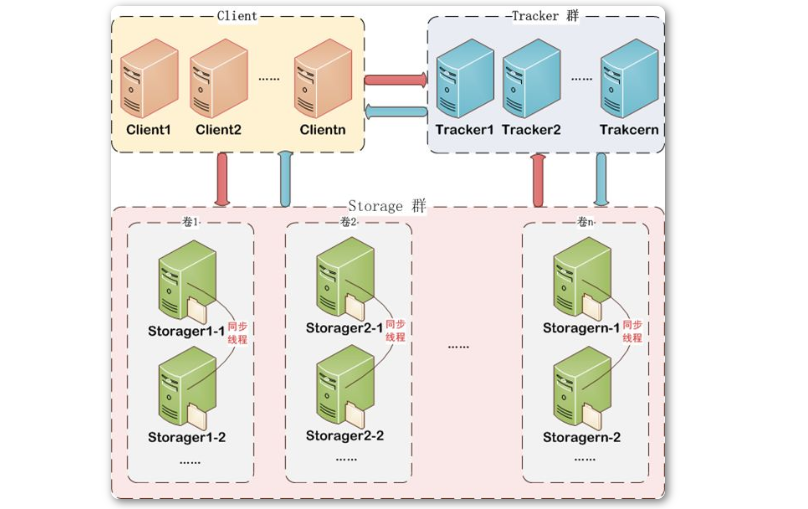 Client
Tracker 群
......
......
Client1
Client2
Clientn
Tracker1
Tracker2
Trakcern
Storage 群
卷1
卷2
卷n
Storager1-1
同步
线程
Storager2-1
同步
线程
Storagern-1
同步
线程
......
Storager1-2
Storager2-2
Storagern-2
......
......
......